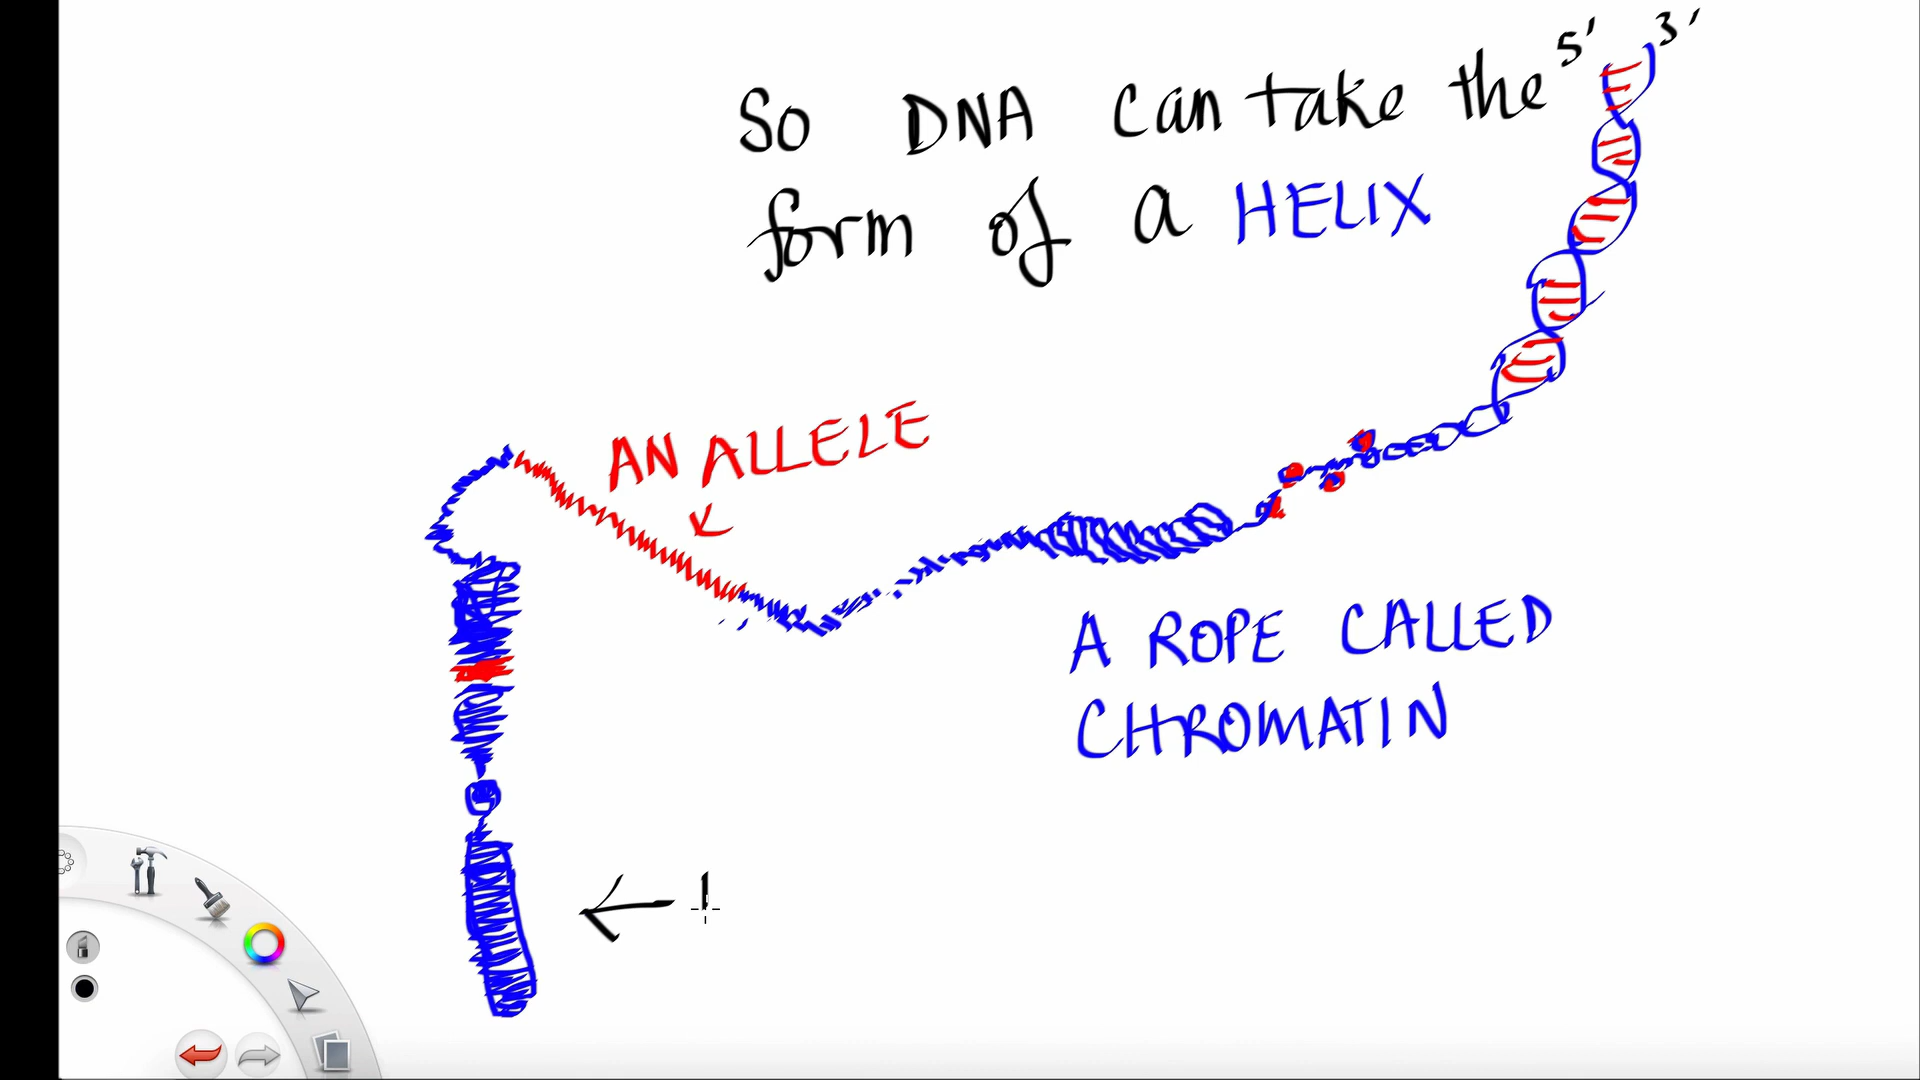 5' 3'
So DNA can take the
form of a HELIX
AN ALLELE
A ROPE CALLED
CHROMATIN